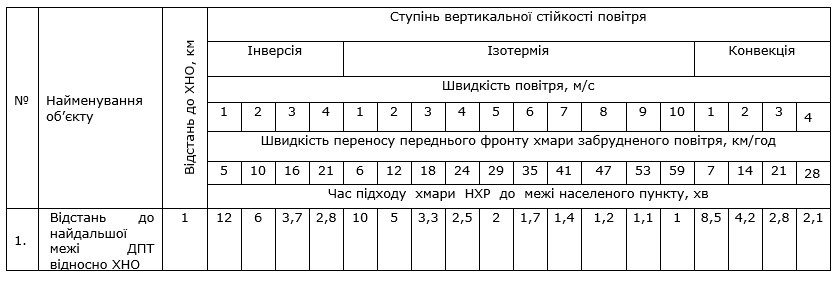 №
Найменування
об’єкту
Відстань до ХНО, км
Ступінь вертикальної стійкості повітря
Інверсія Ізотермія Конвекція
Швидкість повітря, м/с
1 2 3 4 1 2 3 4 5 6 7 8 9 10 1 2 3 4
Швидкість переносу переднього фронту хмари забрудненого повітря, км/год
5 10 16 21 6 12 18 24 29 35 41 47 53 59 7 14 21 28
Час підходу хмари НХР до межі населеного пункту, хв
1. Відстань до 1 12 6 3,7 2,8 10 5 3,3 2,5 2 1,7 1,4 1,2 1,1 1 8,5 4,2 2,8 2,1
найдальшої
межі ДПТ
відносно ХНО